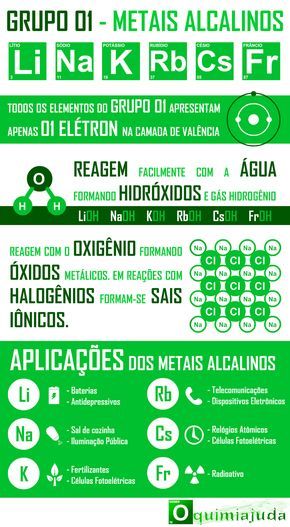 GRUPO 01 - METAIS ALCALINOS
LÍTIO SÓDIO POTÁSSIO RUBÍDIO CÉSIO FRÂNCIO
Li Na K Rb Cs Fr
3 11 19 37 55 87
TODOS OS ELEMENTOS DO GRUPO 01 APRESENTAM
APENAS 01 ELÉTRON NA CAMADA DE VALÊNCIA
REAGEM FACILMENTE COM A ÁGUA
FORMANDO HIDRÓXIDOS E GÁS HIDROGÊNIO
O
H H
LiOH NaOH KOH RbOH CsOH FrOH
REAGEM COM O OXIGÊNIO FORMANDO
ÓXIDOS METÁLICOS. EM REAÇÕES COM
HALOGÊNIOS FORMAM-SE SAIS
IÔNICOS.
Na Na Na Na
Cl Cl Cl
Na Na Na Na
Cl Cl Cl
Na Na Na Na
Cl Cl Cl
Na Na Na Na
APLICAÇÕES DOS METAIS ALCALINOS
Li
- Baterias
- Antidepressivos
Rb
- Telecomunicações
- Dispositivos Eletrônicos
Na
- Sal de cozinha
- Iluminação Pública
Cs
- Relógios Atômicos
- Células Fotoelétricas
K
- Fertilizantes
- Células Fotoelétricas
Fr
- Radioativo
Oquimiajuda